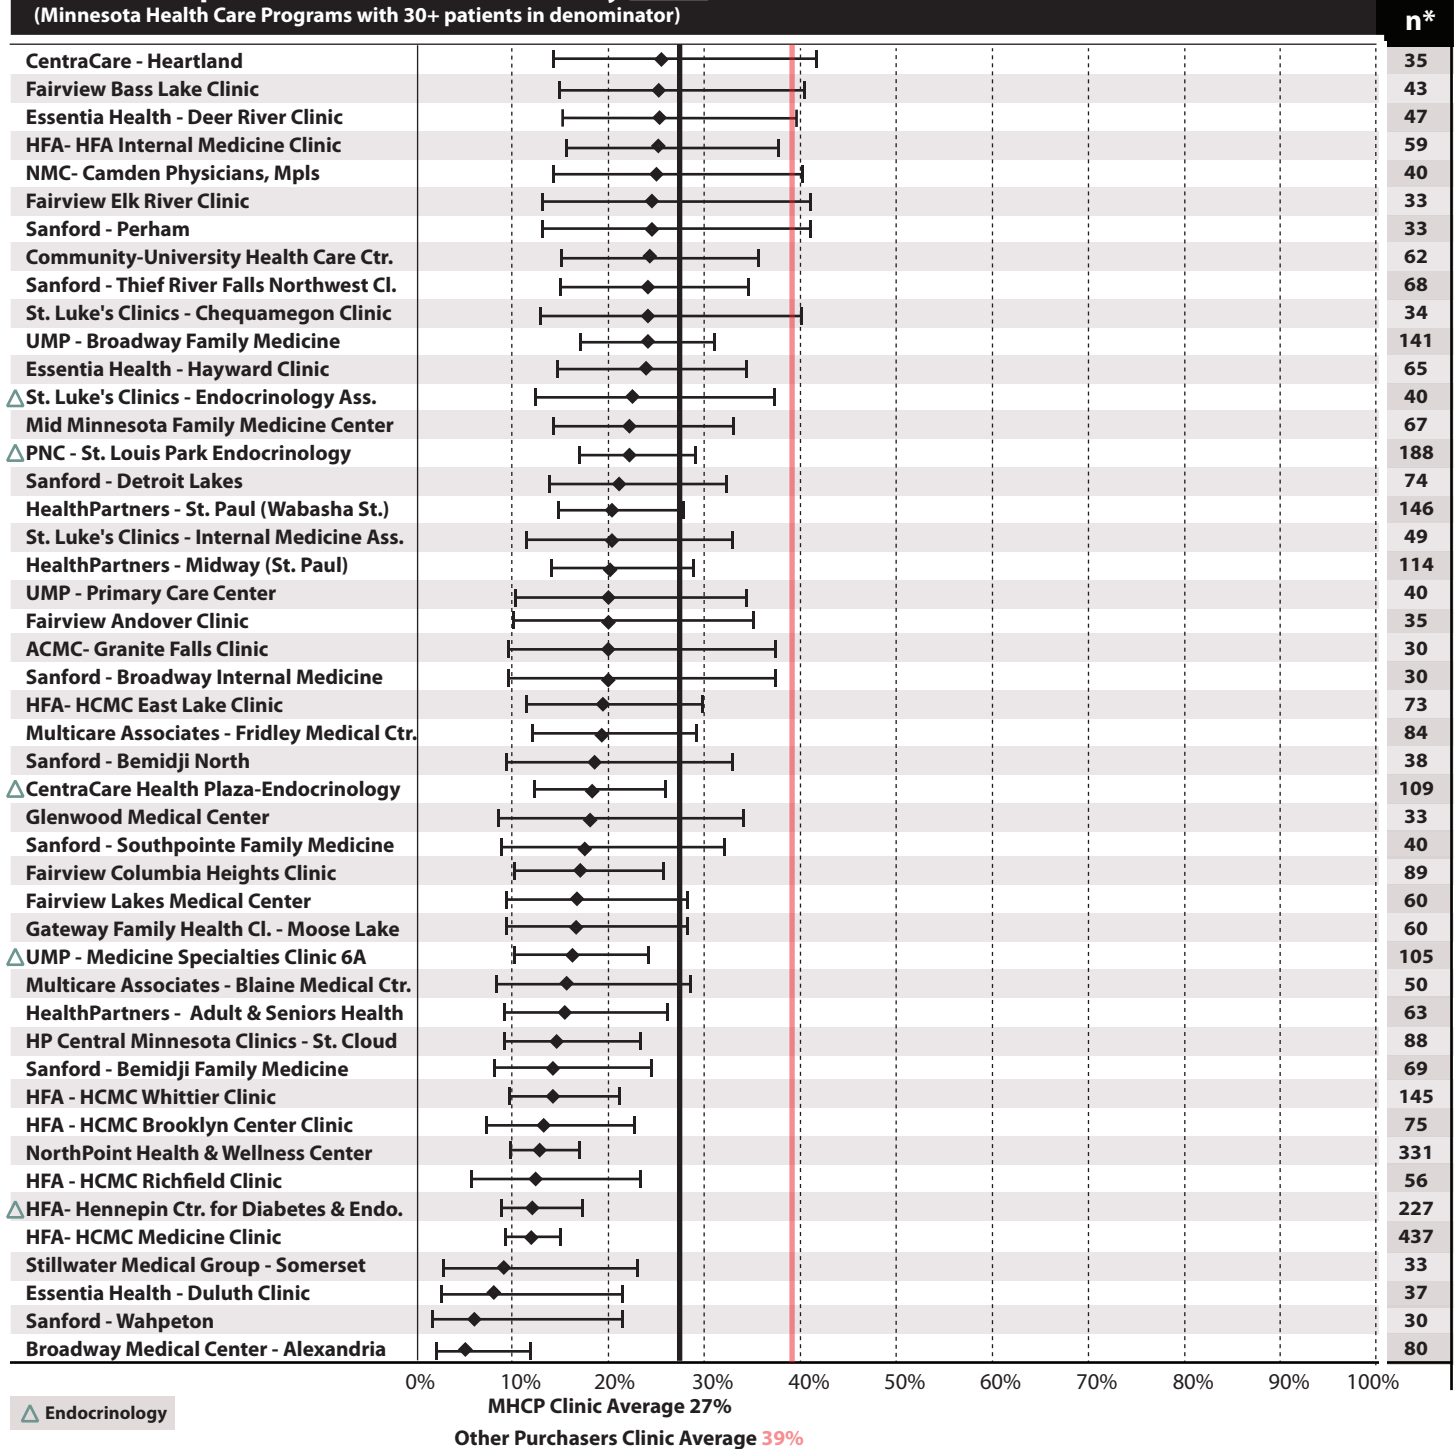 (Minnesota Health Care Programs with 30+ patients in denominator)
n*
CentraCare - Heartland 35
Fairview Bass Lake Clinic 43
Essentia Health - Deer River Clinic 47
HFA- HFA Internal Medicine Clinic 59
NMC- Camden Physicians, Mpls 40
Fairview Elk River Clinic 33
Sanford - Perham 33
Community-University Health Care Ctr. 62
Sanford - Thief River Falls Northwest Cl. 68
St. Luke's Clinics - Chequamegon Clinic 34
UMP - Broadway Family Medicine 141
Essentia Health - Hayward Clinic 65
St. Luke's Clinics - Endocrinology Ass. 40
Mid Minnesota Family Medicine Center 67
PNC - St. Louis Park Endocrinology 188
Sanford - Detroit Lakes 74
HealthPartners - St. Paul (Wabasha St.) 146
St. Luke's Clinics - Internal Medicine Ass. 49
HealthPartners - Midway (St. Paul) 114
UMP - Primary Care Center 40
Fairview Andover Clinic 35
ACMC- Granite Falls Clinic 30
Sanford - Broadway Internal Medicine 30
HFA- HCMC East Lake Clinic 73
Multicare Associates - Fridley Medical Ctr. 84
Sanford - Bemidji North 38
CentraCare Health Plaza-Endocrinology 109
Glenwood Medical Center 33
Sanford - Southpointe Family Medicine 40
Fairview Columbia Heights Clinic 89
Fairview Lakes Medical Center 60
Gateway Family Health Cl. - Moose Lake 60
UMP - Medicine Specialties Clinic 6A 105
Multicare Associates - Blaine Medical Ctr. 50
HealthPartners - Adult & Seniors Health 63
HP Central Minnesota Clinics - St. Cloud 88
Sanford - Bemidji Family Medicine 69
HFA - HCMC Whittier Clinic 145
HFA - HCMC Brooklyn Center Clinic 75
NorthPoint Health & Wellness Center 331
HFA - HCMC Richfield Clinic 56
HFA- Hennepin Ctr. for Diabetes & Endo. 227
HFA- HCMC Medicine Clinic 437
Stillwater Medical Group - Somerset 33
Essentia Health - Duluth Clinic 37
Sanford - Wahpeton 30
Broadway Medical Center - Alexandria 80
0% 10% 20% 30% 40% 50% 60% 70% 80% 90% 100%
MHCP Clinic Average 27%
Endocrinology
Other Purchasers Clinic Average 39%